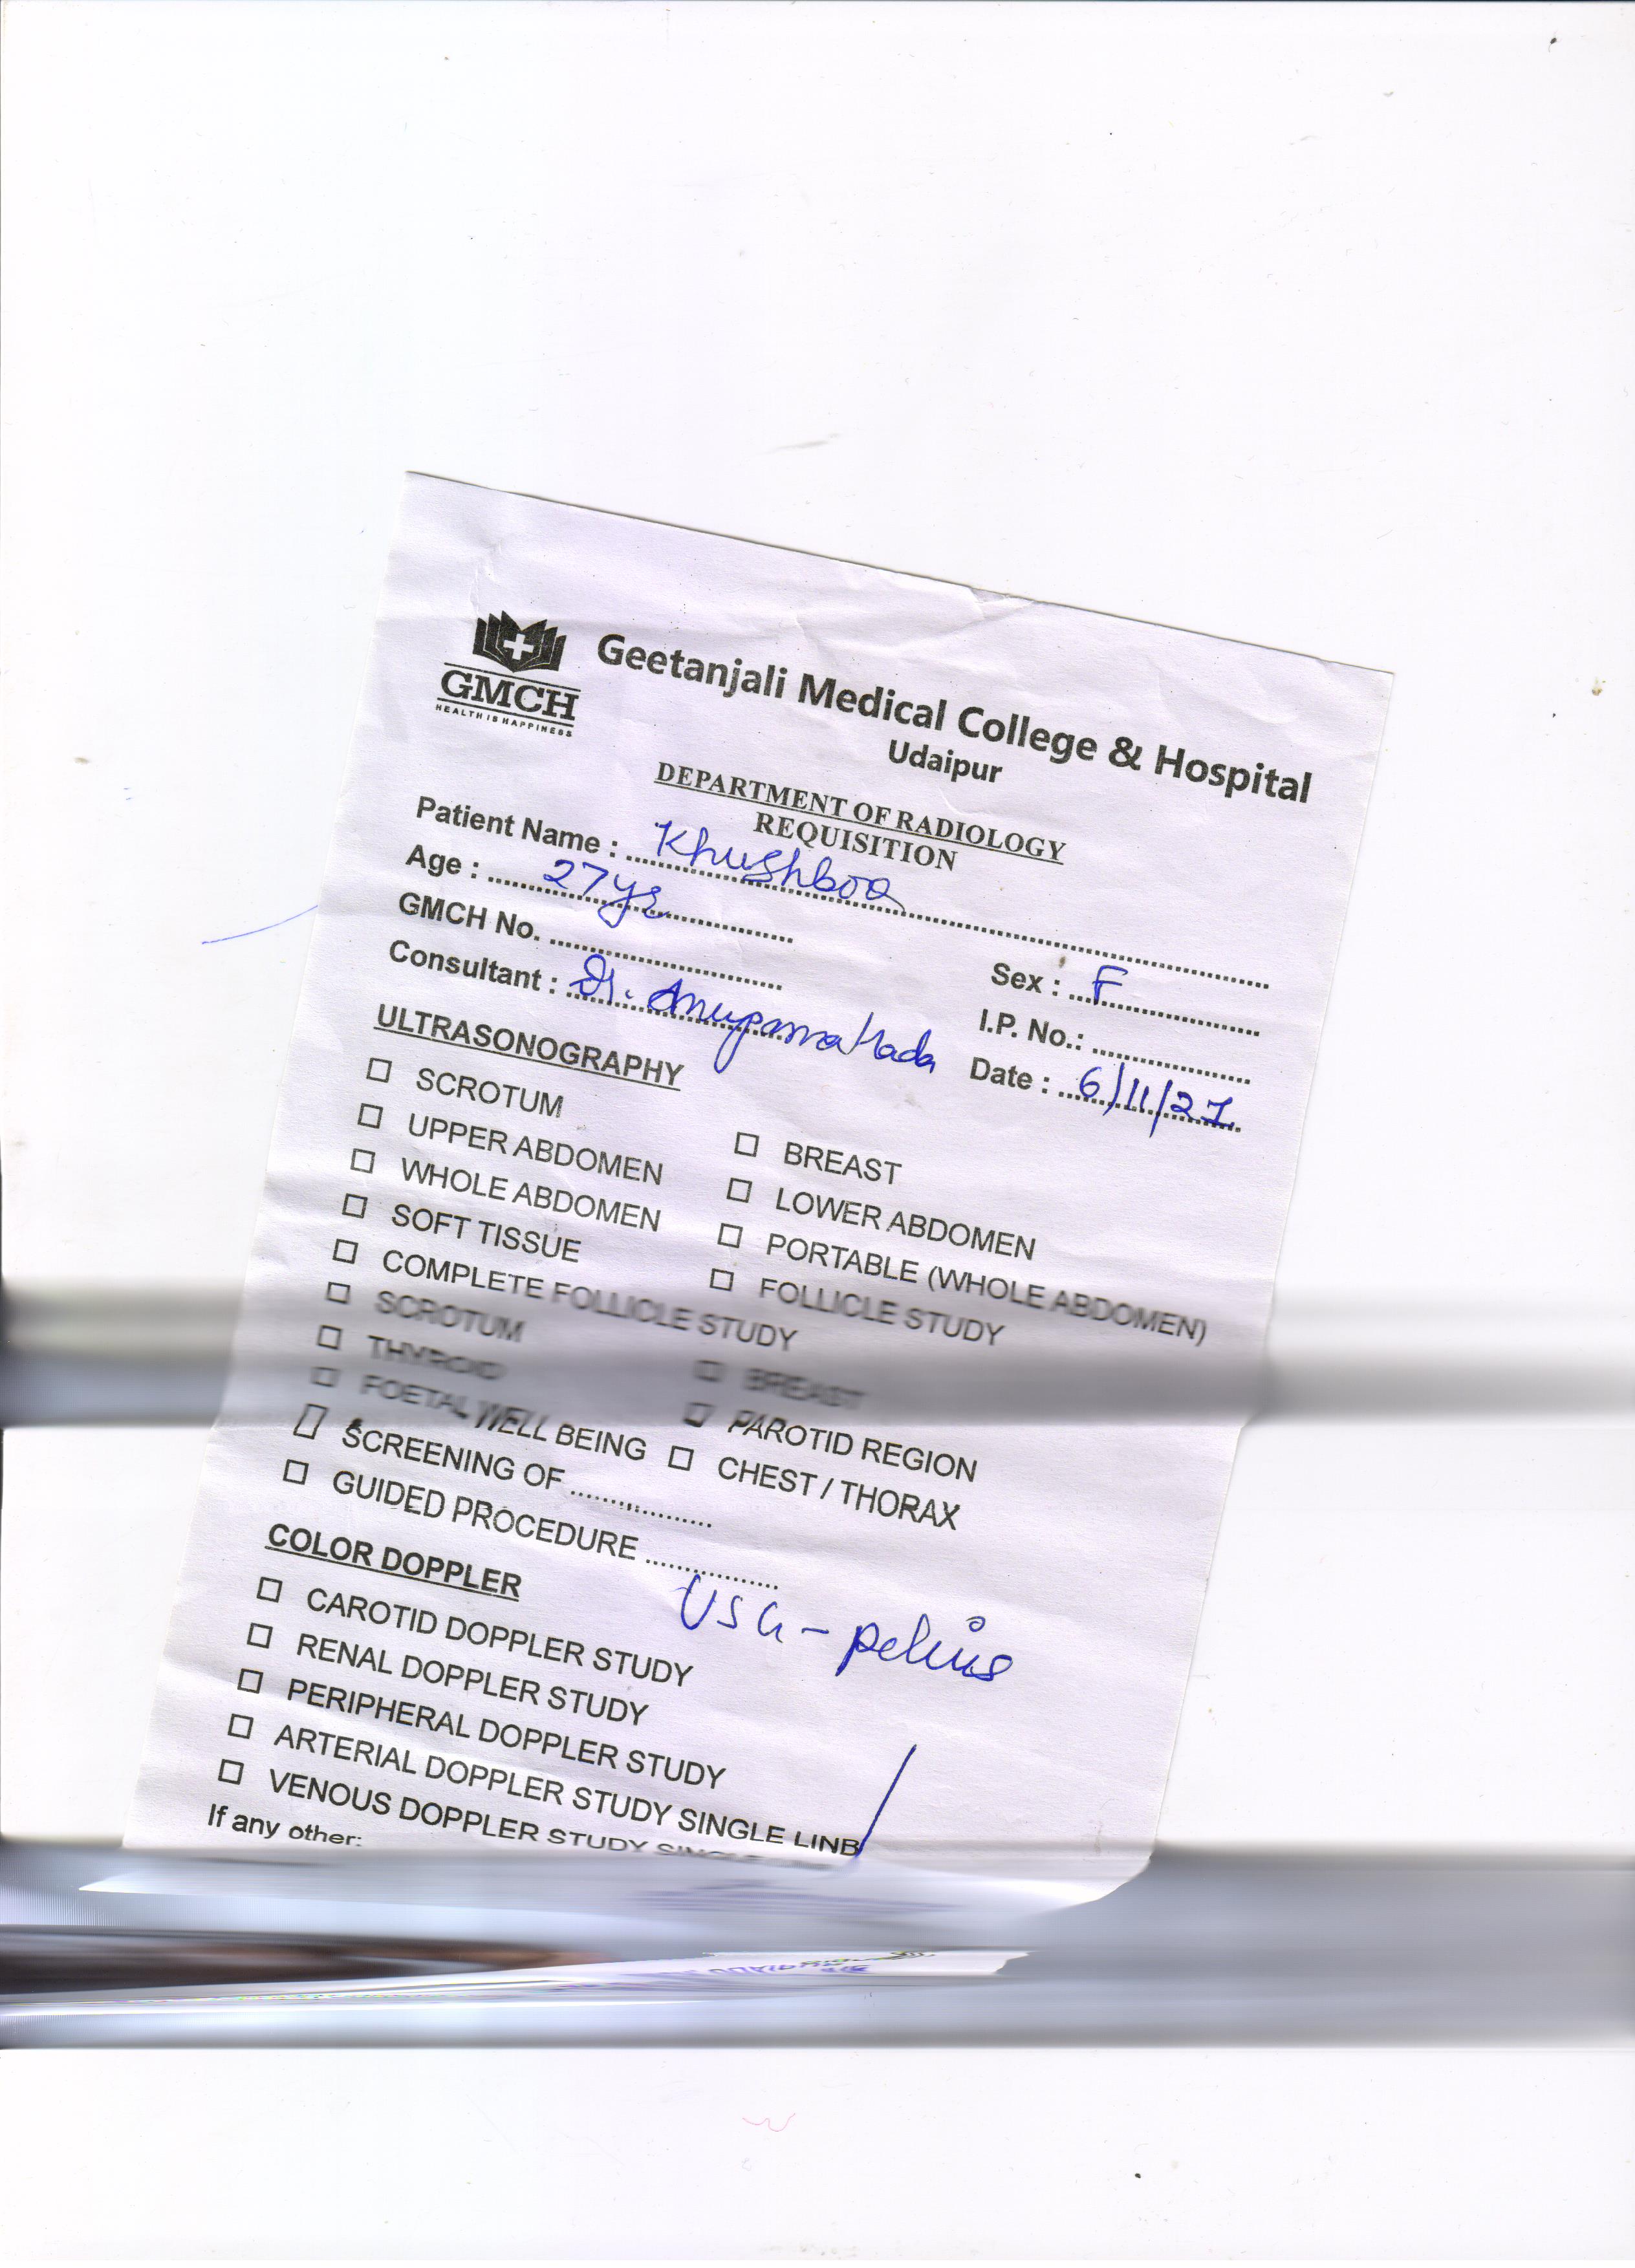 GMCH
HEALTH IS HAPPINESS
Geetanjali Medical College & Hospital
Udaipur
DEPARTMENT OF RADIOLOGY
REQUISITION
Patient Name : Khushboo
Age : 27yr
Sex : F
GMCH No.
I.P. No.:
Consultant : Dr. Anupama Hada
Date : 6/11/21
ULTRASONOGRAPHY
SCROTUM
BREAST
UPPER ABDOMEN
LOWER ABDOMEN
WHOLE ABDOMEN
PORTABLE (WHOLE ABDOMEN)
SOFT TISSUE
FOLLICLE STUDY
COMPLETE FOLLICLE STUDY
SCROTUM
BREAST
THYROID
PAROTID REGION
FOETAL WELL BEING
CHEST / THORAX
SCREENING OF
GUIDED PROCEDURE
COLOR DOPPLER
USG - pelvis
CAROTID DOPPLER STUDY
RENAL DOPPLER STUDY
PERIPHERAL DOPPLER STUDY
ARTERIAL DOPPLER STUDY SINGLE LINB
VENOUS DOPPLER STUDY
If any other: